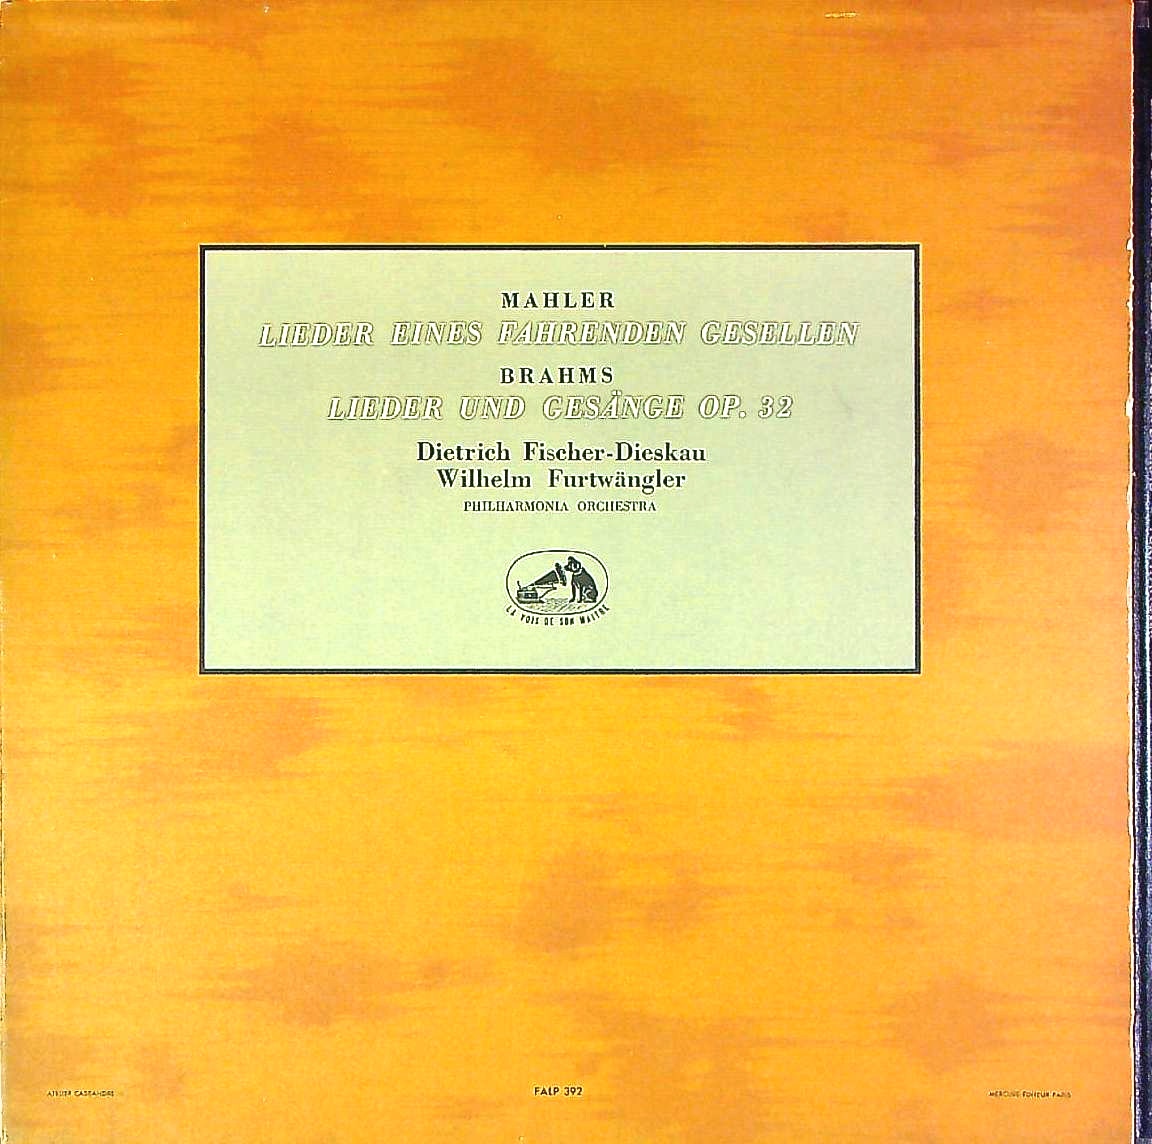 MAHLER
LIEDER EINES FAHRENDEN GESELLEN
BRAHMS
LIEDER UND GESÄNGE OP. 32
Dietrich Fischer-Dieskau
Wilhelm Furtwängler
PHILHARMONIA ORCHESTRA
LA VOIX DE SON MAITRE
ATELIER CASSANDRE
FALP 392
MERCURE EDITEUR PARIS